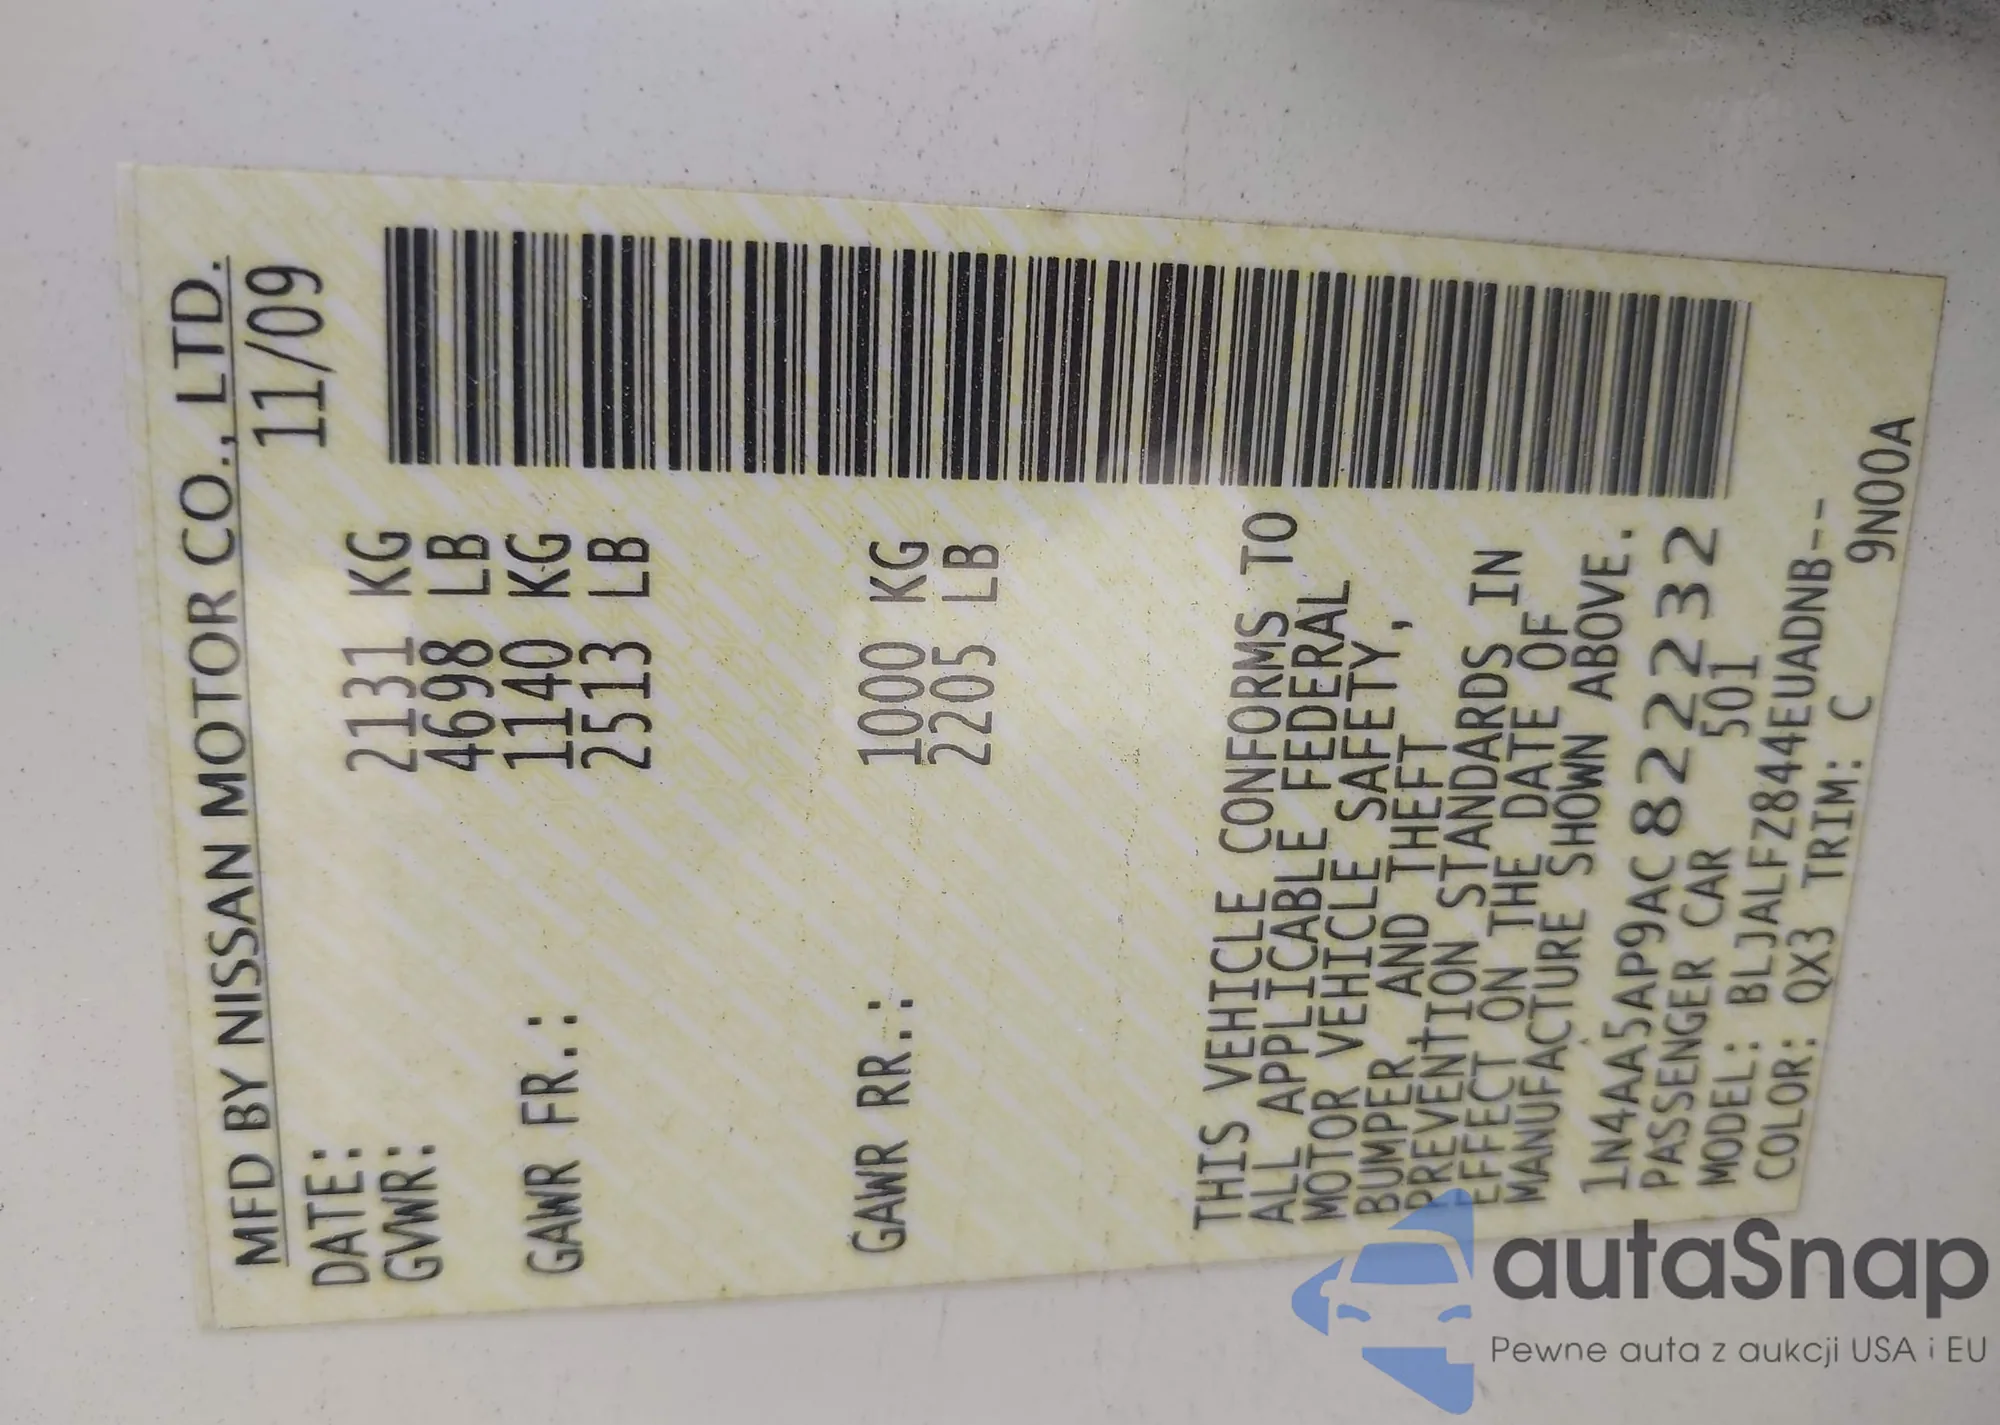 MFD BY NISSAN MOTOR CO., LTD.
DATE: 11/09
GVWR: 2131 KG
4698 LB
GAWR FR.: 1140 KG
2513 LB
GAWR RR.: 1000 KG
2205 LB
THIS VEHICLE CONFORMS TO
ALL APPLICABLE FEDERAL
MOTOR VEHICLE SAFETY,
BUMPER AND THEFT
PREVENTION STANDARDS IN
EFFECT ON THE DATE OF
MANUFACTURE SHOWN ABOVE.
1N4AA5AP9AC822232
PASSENGER CAR 501
MODEL: BLJALFZ844EUADNB--
COLOR: QX3 TRIM: C
9N00A
autaSnap
Pewne auta z aukcji USA i EU